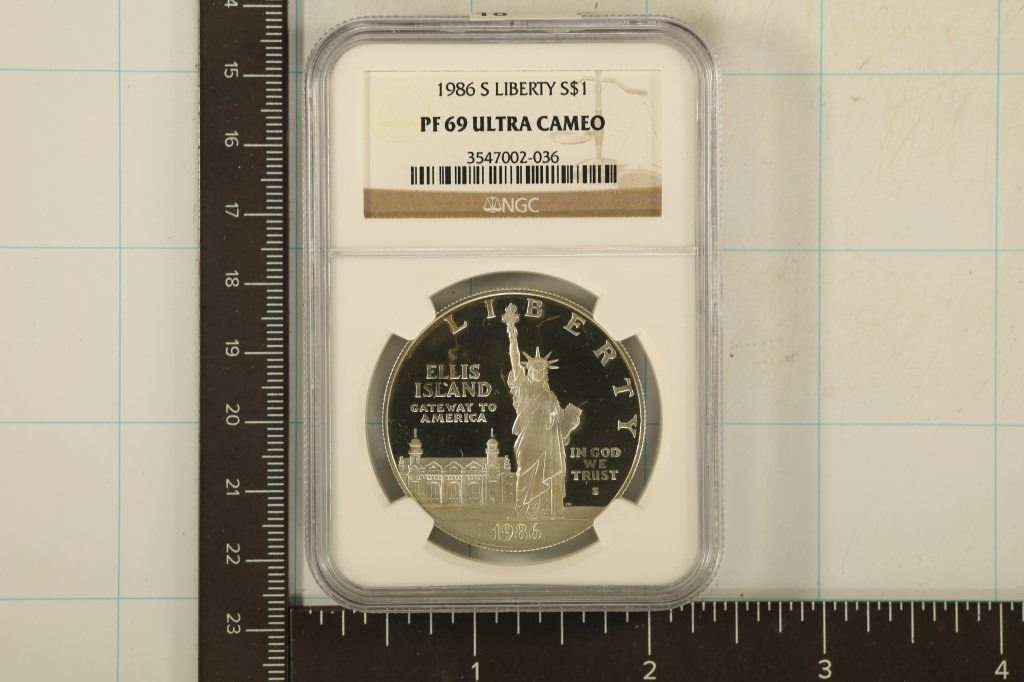 1986 S LIBERTY S$1
PF 69 ULTRA CAMEO
3547002-036
NGC
LIBERTY
ELLIS
ISLAND
GATEWAY TO
AMERICA
IN GOD
WE
TRUST
S
1986
15
16
17
18
19
20
21
22
23
1 2 3 4